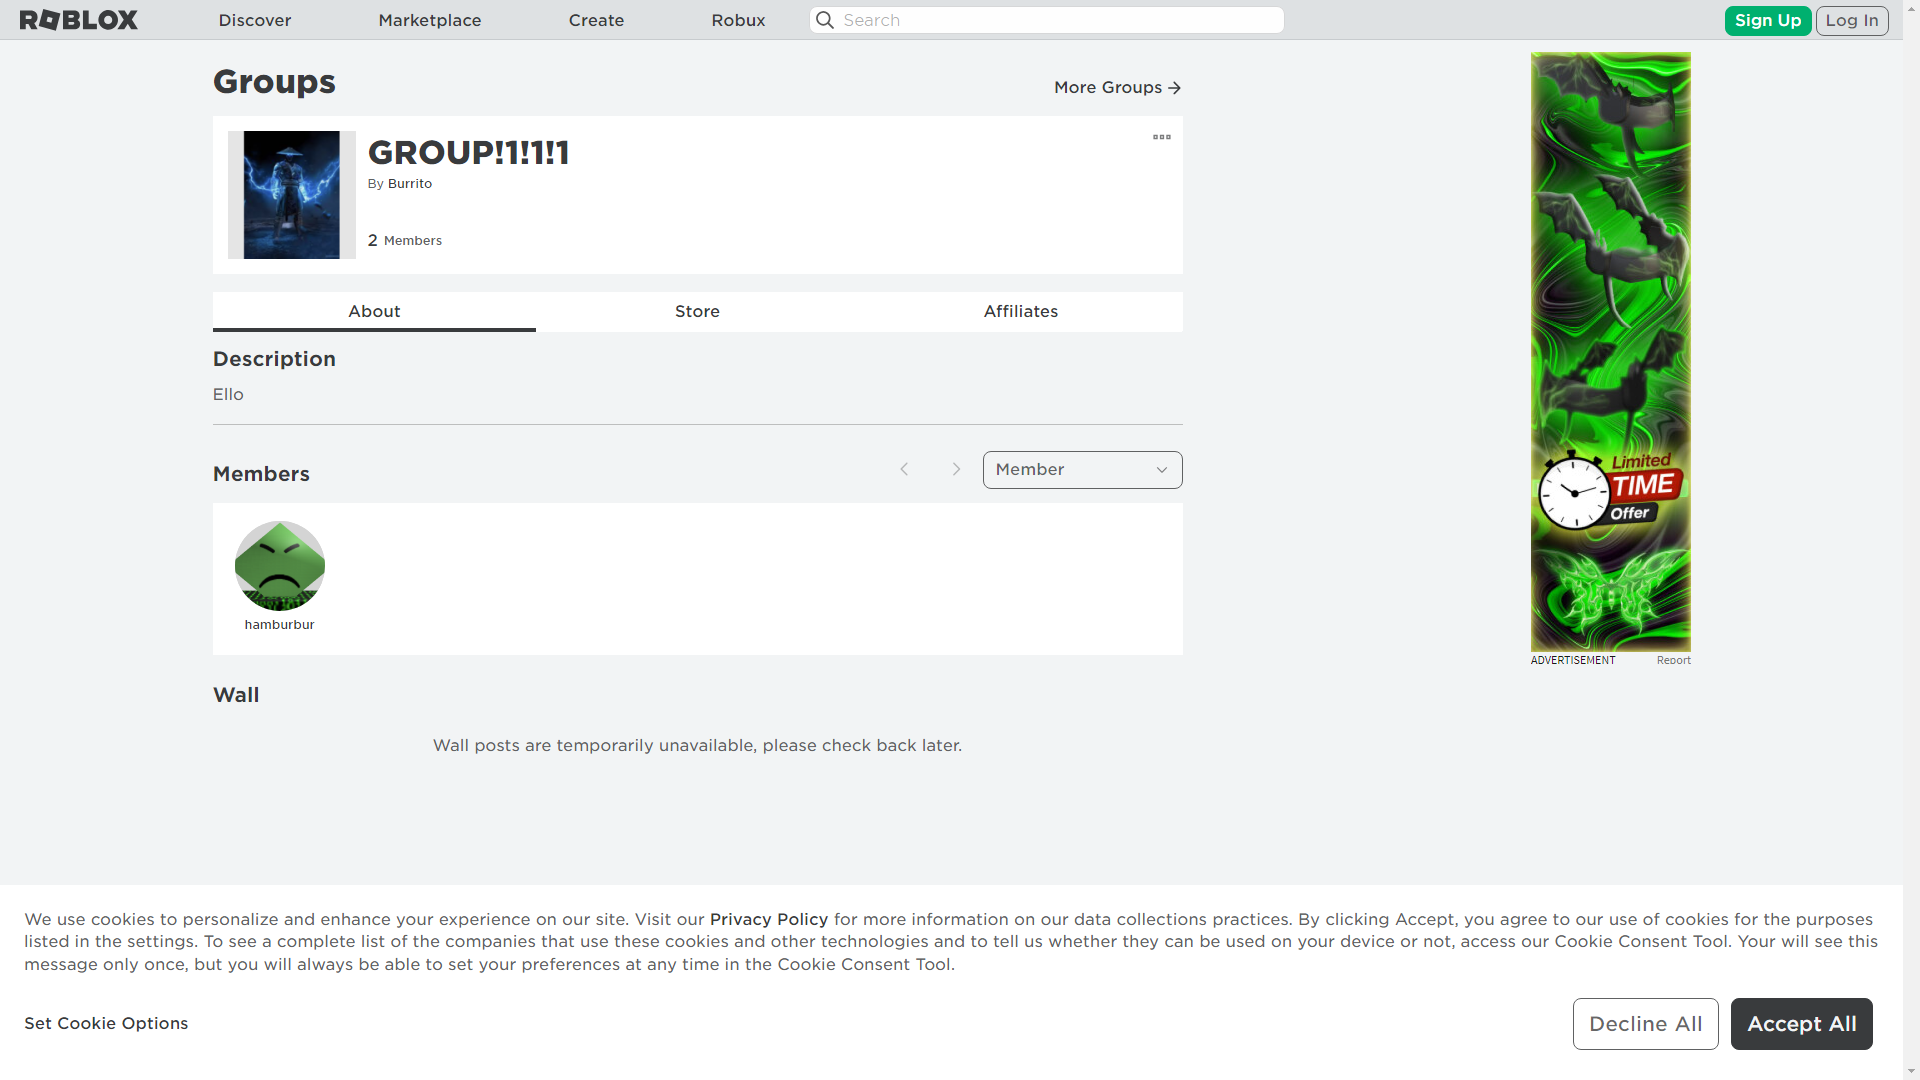 ROBLOX
Discover
Marketplace
Create
Robux
Search
Sign Up
Log In
Groups
More Groups
GROUP!1!1!1
By Burrito
2 Members
About
Store
Affiliates
Description
Ello
Members
Member
hamburbur
Wall
Wall posts are temporarily unavailable, please check back later.
Limited
TIME
Offer
ADVERTISEMENT
Report
We use cookies to personalize and enhance your experience on our site. Visit our Privacy Policy for more information on our data collections practices. By clicking Accept, you agree to our use of cookies for the purposes
listed in the settings. To see a complete list of the companies that use these cookies and other technologies and to tell us whether they can be used on your device or not, access our Cookie Consent Tool. Your will see this
message only once, but you will always be able to set your preferences at any time in the Cookie Consent Tool.
Set Cookie Options
Decline All
Accept All